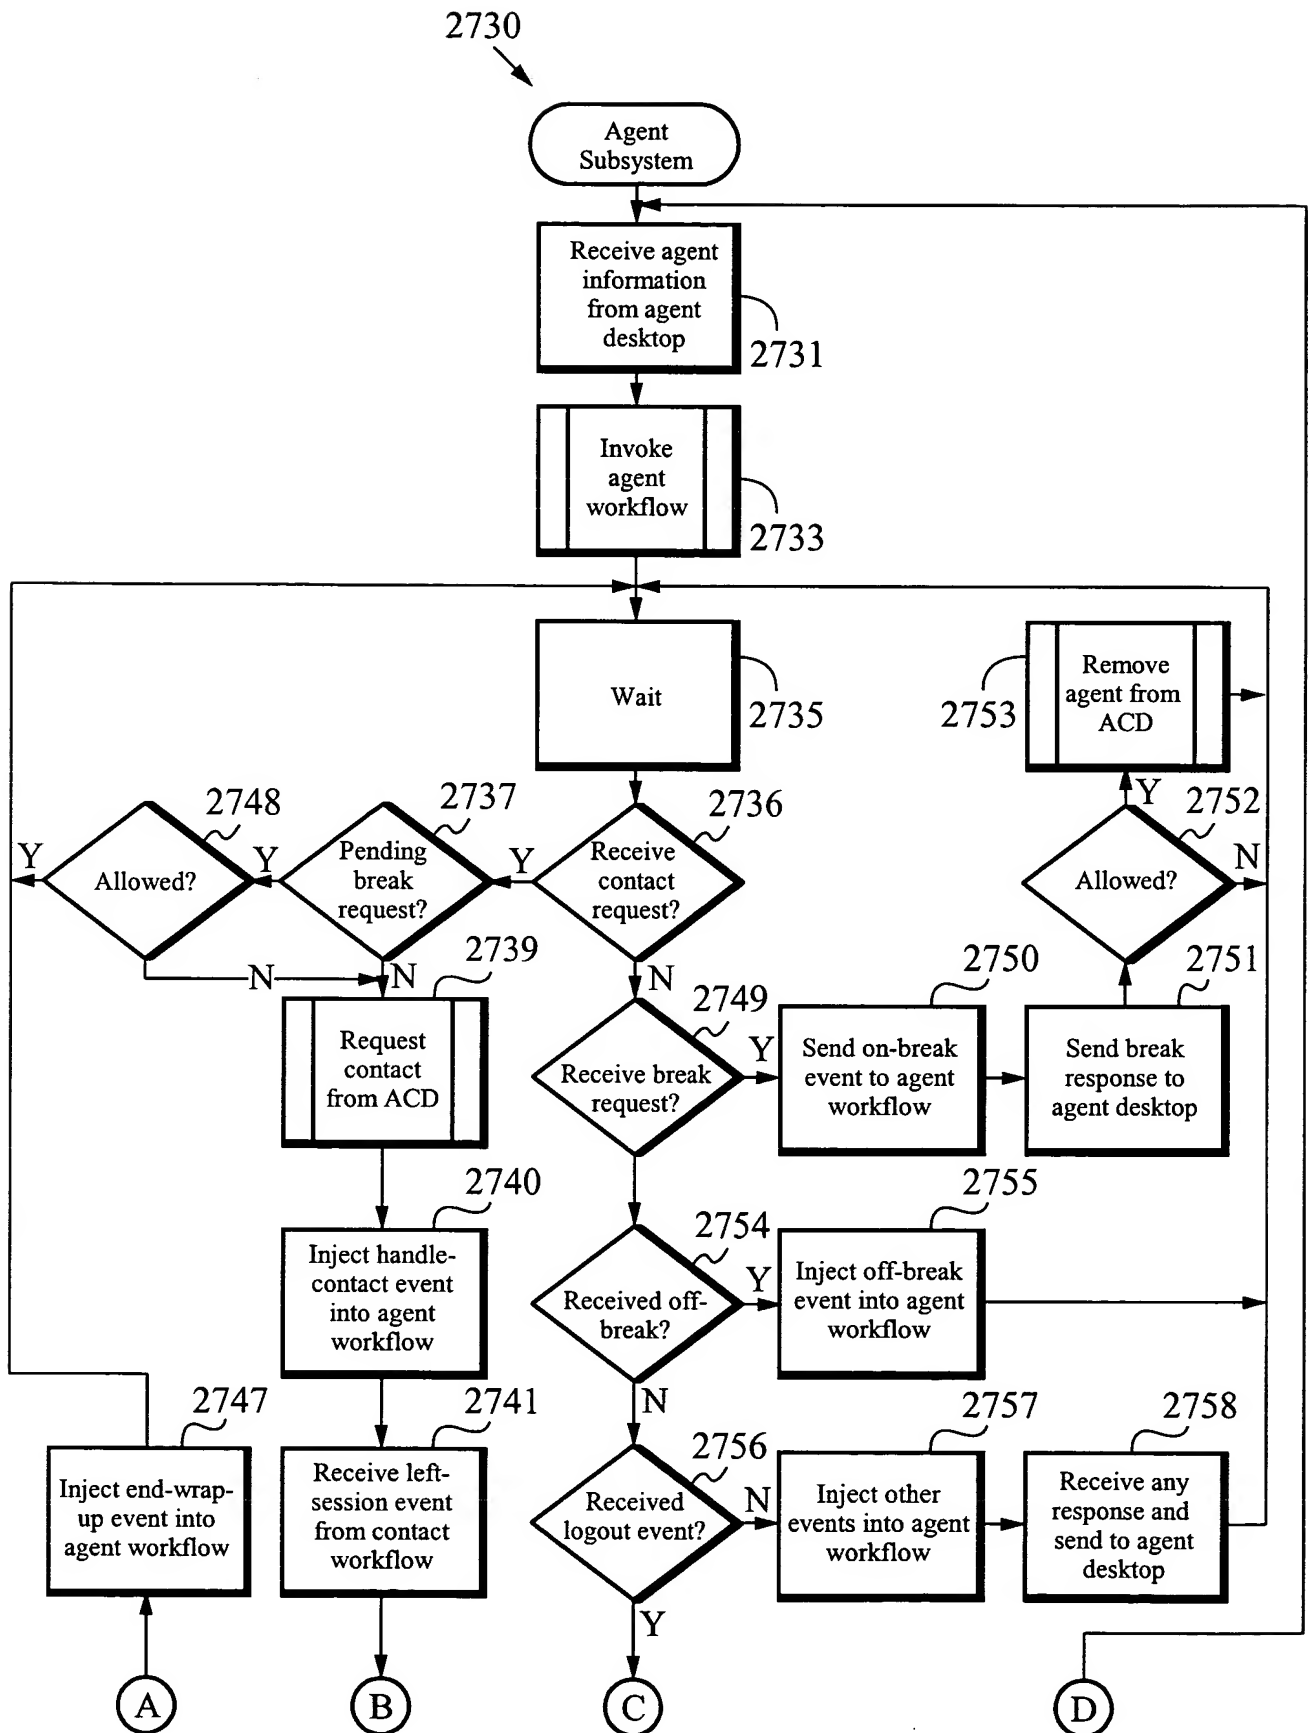 2730
Agent
Subsystem
Receive agent
information
from agent
desktop
2731
Invoke
agent
workflow
2733
Wait
2735
Remove
agent from
ACD
2753
2748
2737
2736
2752
Y
Allowed?
Y
Pending
break
request?
Y
Receive
contact
request?
Y
Allowed?
N
N
N
2739
N
2750
2751
Request
contact
from ACD
2749
Receive break
request?
Y
Send on-break
event to agent
workflow
Send break
response to
agent desktop
2740
2755
Inject handle-
contact event
into agent
workflow
2754
Received off-
break?
Y
Inject off-break
event into agent
workflow
N
2747
2741
2757
2758
Inject end-wrap-
up event into
agent workflow
Receive left-
session event
from contact
workflow
2756
Received
logout event?
N
Inject other
events into agent
workflow
Receive any
response and
send to agent
desktop
Y
A
B
C
D